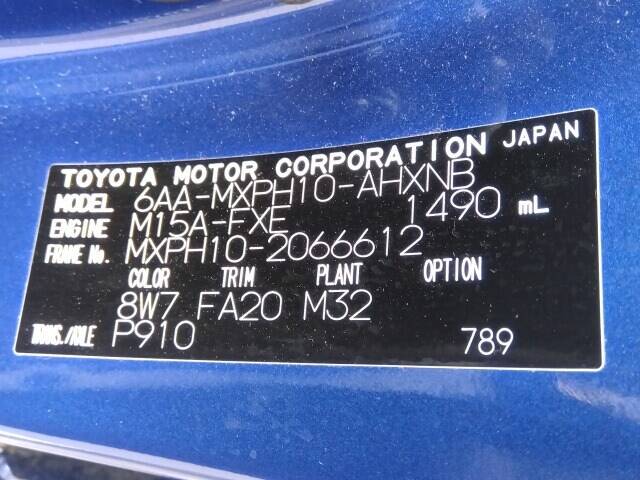 TOYOTA MOTOR CORPORATION JAPAN
MODEL 6AA-MXPH10-AHXNB
ENGINE M15A-FXE 1490 mL
FRAME No. MXPH10-2066612
COLOR TRIM PLANT OPTION
8W7 FA20 M32
TRANS./AXLE P910 789